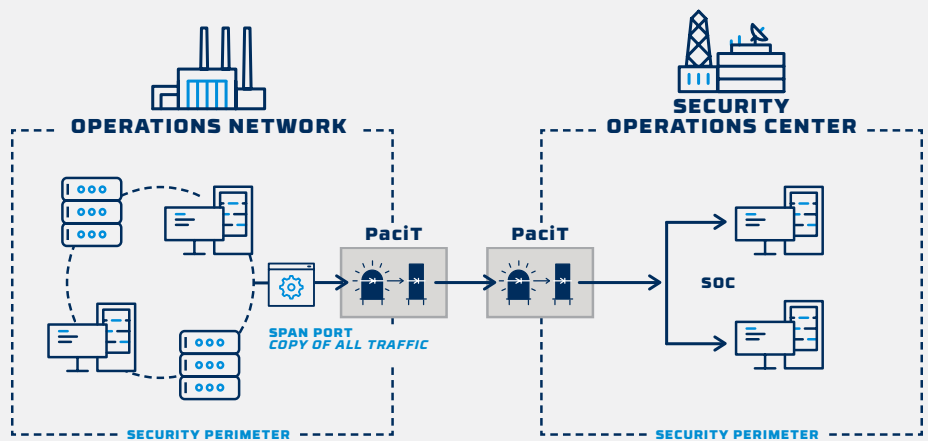 OPERATIONS NETWORK
SECURITY
OPERATIONS CENTER
PaciT
PaciT
SPAN PORT
COPY OF ALL TRAFFIC
SOC
SECURITY PERIMETER
SECURITY PERIMETER